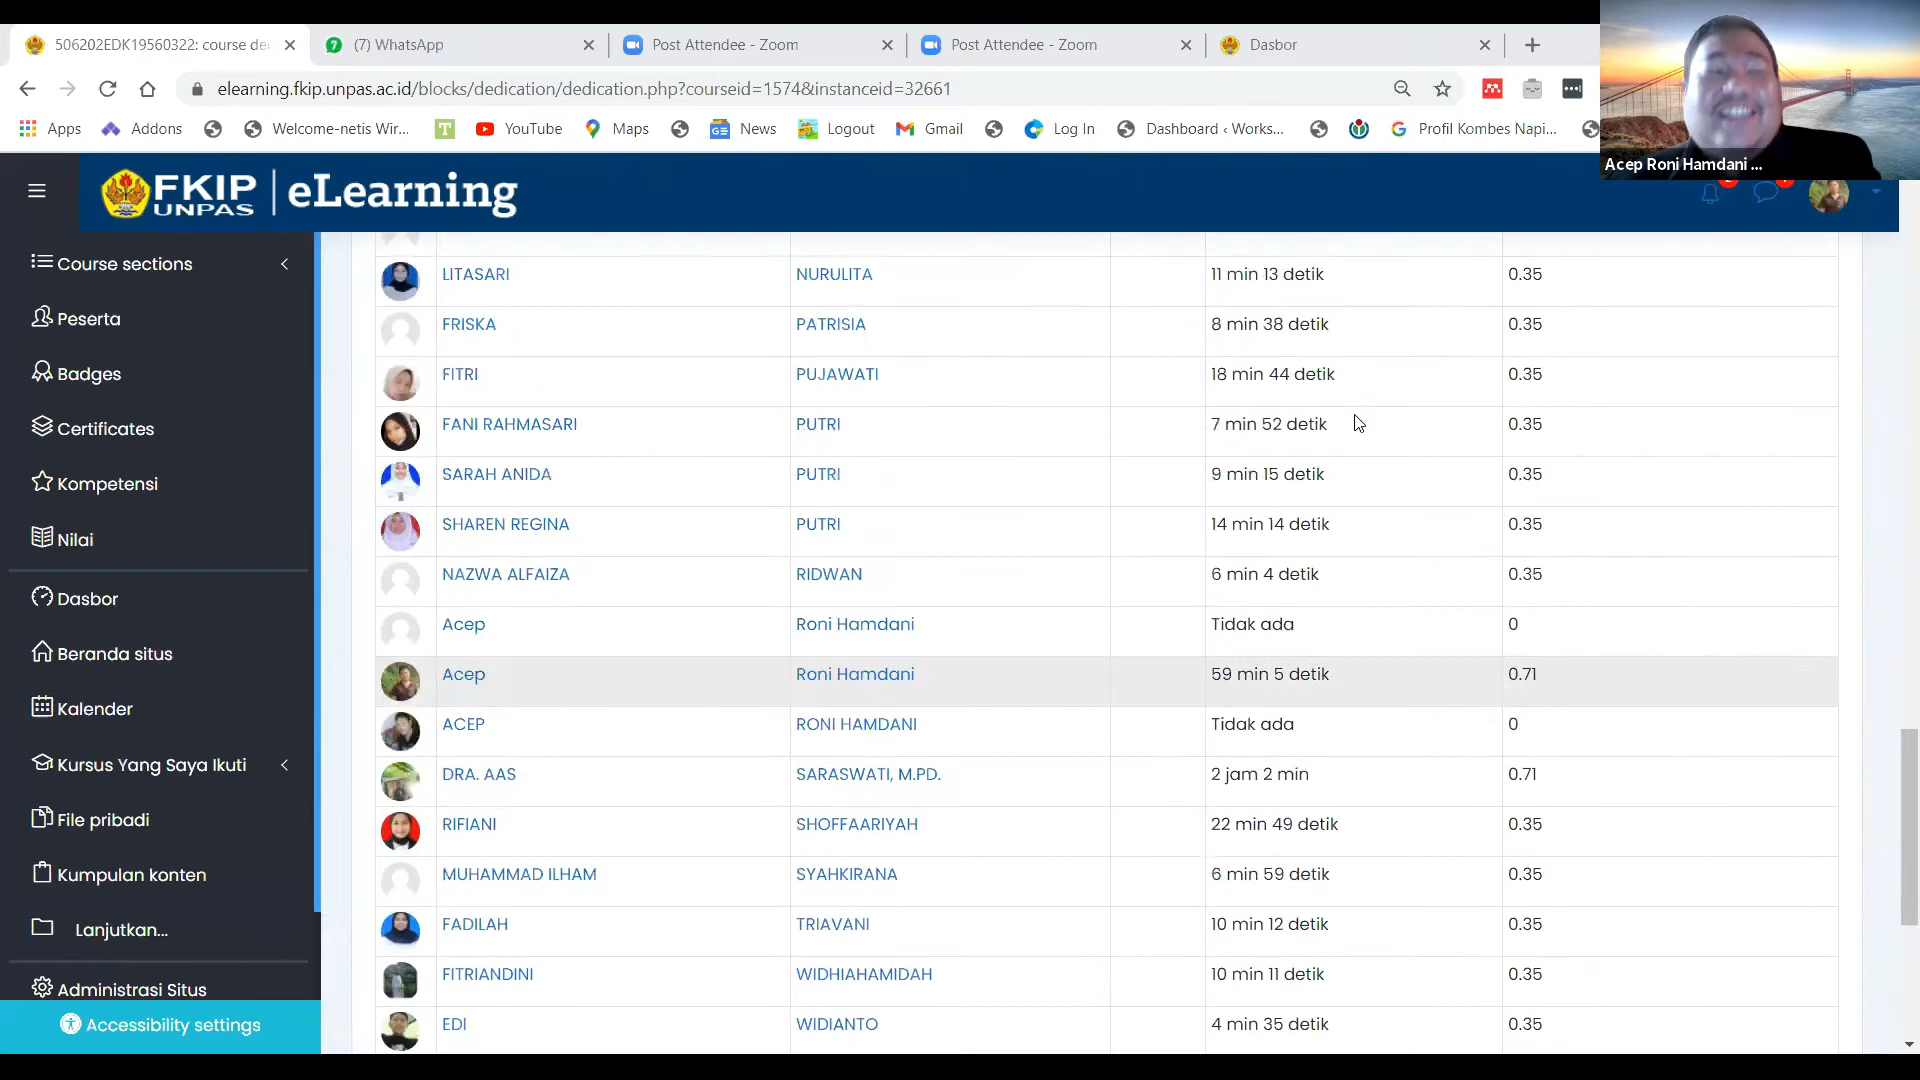 506202EDK19560322: course de
(7) WhatsApp
Post Attendee - Zoom
Post Attendee - Zoom
Dasbor
elearning.fkip.unpas.ac.id/blocks/dedication/dedication.php?courseid=1574&instanceid=32661
Apps Addons Welcome-netis Wir... YouTube Maps News Logout Gmail Log In Dashboard ‹ Works... Profil Kombes Napi...
Acep Roni Hamdani ...
FKIP UNPAS | eLearning
Course sections
Peserta
Badges
Certificates
Kompetensi
Nilai
Dasbor
Beranda situs
Kalender
Kursus Yang Saya Ikuti
File pribadi
Kumpulan konten
Lanjutkan...
Administrasi Situs
Accessibility settings
LITASARI NURULITA 11 min 13 detik 0.35
FRISKA PATRISIA 8 min 38 detik 0.35
FITRI PUJAWATI 18 min 44 detik 0.35
FANI RAHMASARI PUTRI 7 min 52 detik 0.35
SARAH ANIDA PUTRI 9 min 15 detik 0.35
SHAREN REGINA PUTRI 14 min 14 detik 0.35
NAZWA ALFAIZA RIDWAN 6 min 4 detik 0.35
Acep Roni Hamdani Tidak ada 0
Acep Roni Hamdani 59 min 5 detik 0.71
ACEP RONI HAMDANI Tidak ada 0
DRA. AAS SARASWATI, M.PD. 2 jam 2 min 0.71
RIFIANI SHOFFAARIYAH 22 min 49 detik 0.35
MUHAMMAD ILHAM SYAHKIRANA 6 min 59 detik 0.35
FADILAH TRIAVANI 10 min 12 detik 0.35
FITRIANDINI WIDHIAHAMIDAH 10 min 11 detik 0.35
EDI WIDIANTO 4 min 35 detik 0.35